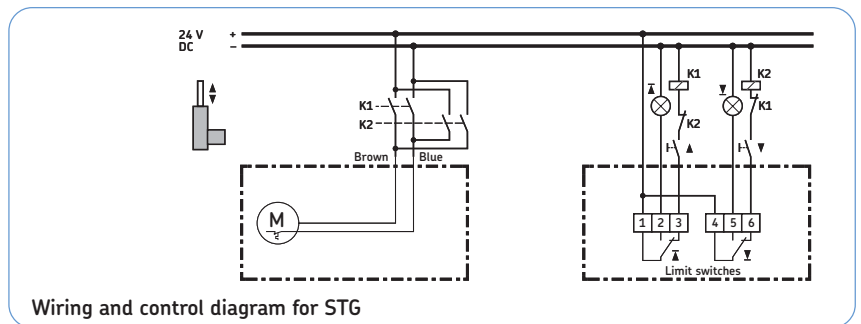 24 V +
DC –
K1
K2
Brown Blue
M
K1
K2
K2
K1
1 2 3 4 5 6
Limit switches
Wiring and control diagram for STG